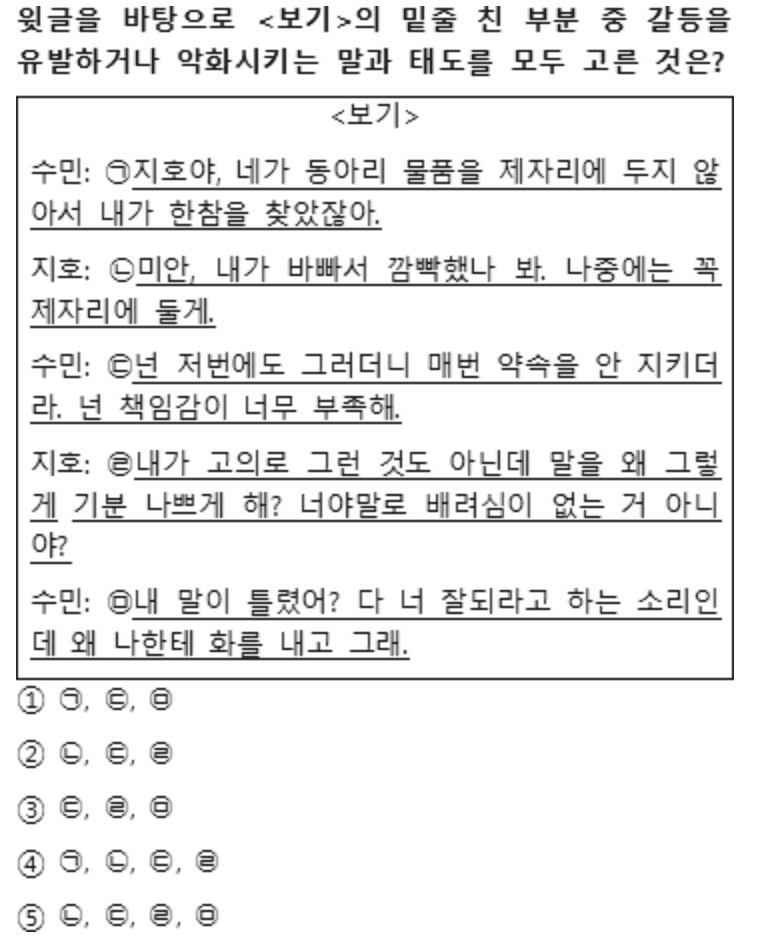 윗글을 바탕으로 <보기>의 밑줄 친 부분 중 갈등을
유발하거나 악화시키는 말과 태도를 모두 고른 것은?
<보기>
수민: ㉠지호야, 네가 동아리 물품을 제자리에 두지 않
아서 내가 한참을 찾았잖아.
지호: ㉡미안, 내가 바빠서 깜빡했나 봐. 나중에는 꼭
제자리에 둘게.
수민: ㉢넌 저번에도 그러더니 매번 약속을 안 지키더
라. 넌 책임감이 너무 부족해.
지호: ㉣내가 고의로 그런 것도 아닌데 말을 왜 그렇
게 기분 나쁘게 해? 너야말로 배려심이 없는 거 아니
야?
수민: ㉤내 말이 틀렸어? 다 너 잘되라고 하는 소리인
데 왜 나한테 화를 내고 그래.
① ㉠, ㉢, ㉤
② ㉡, ㉢, ㉣
③ ㉢, ㉣, ㉤
④ ㉠, ㉡, ㉢, ㉣
⑤ ㉡, ㉢, ㉣, ㉤